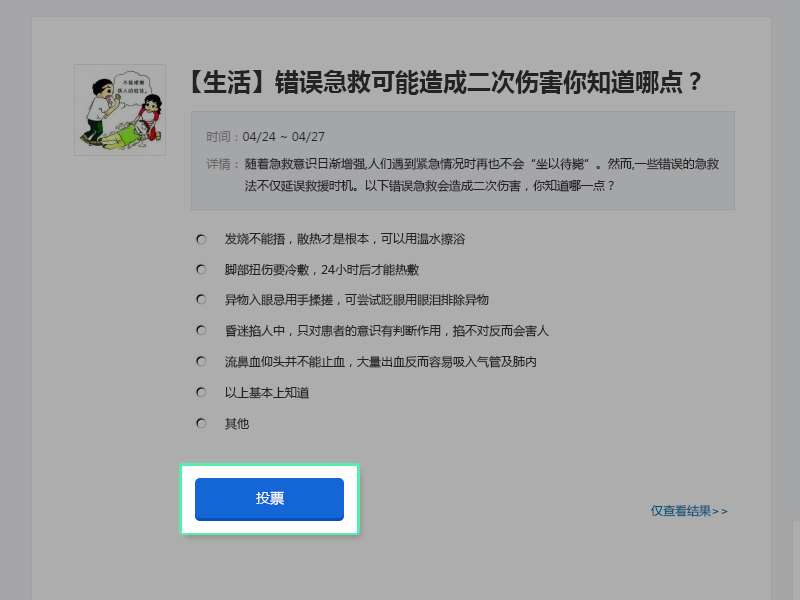 【生活】错误急救可能造成二次伤害你知道哪点？
时间：04/24 ~ 04/27
详情：随着急救意识日渐增强,人们遇到紧急情况时再也不会“坐以待毙”。然而,一些错误的急救
法不仅延误救援时机。以下错误急救会造成二次伤害，你知道哪一点？
发烧不能捂，散热才是根本，可以用温水擦浴
脚部扭伤要冷敷，24小时后才能热敷
异物入眼忌用手揉搓，可尝试眨眼用眼泪排除异物
昏迷掐人中，只对患者的意识有判断作用，掐不对反而会害人
流鼻血仰头并不能止血，大量出血反而容易吸入气管及肺内
以上基本上知道
其他
投票
仅查看结果>>